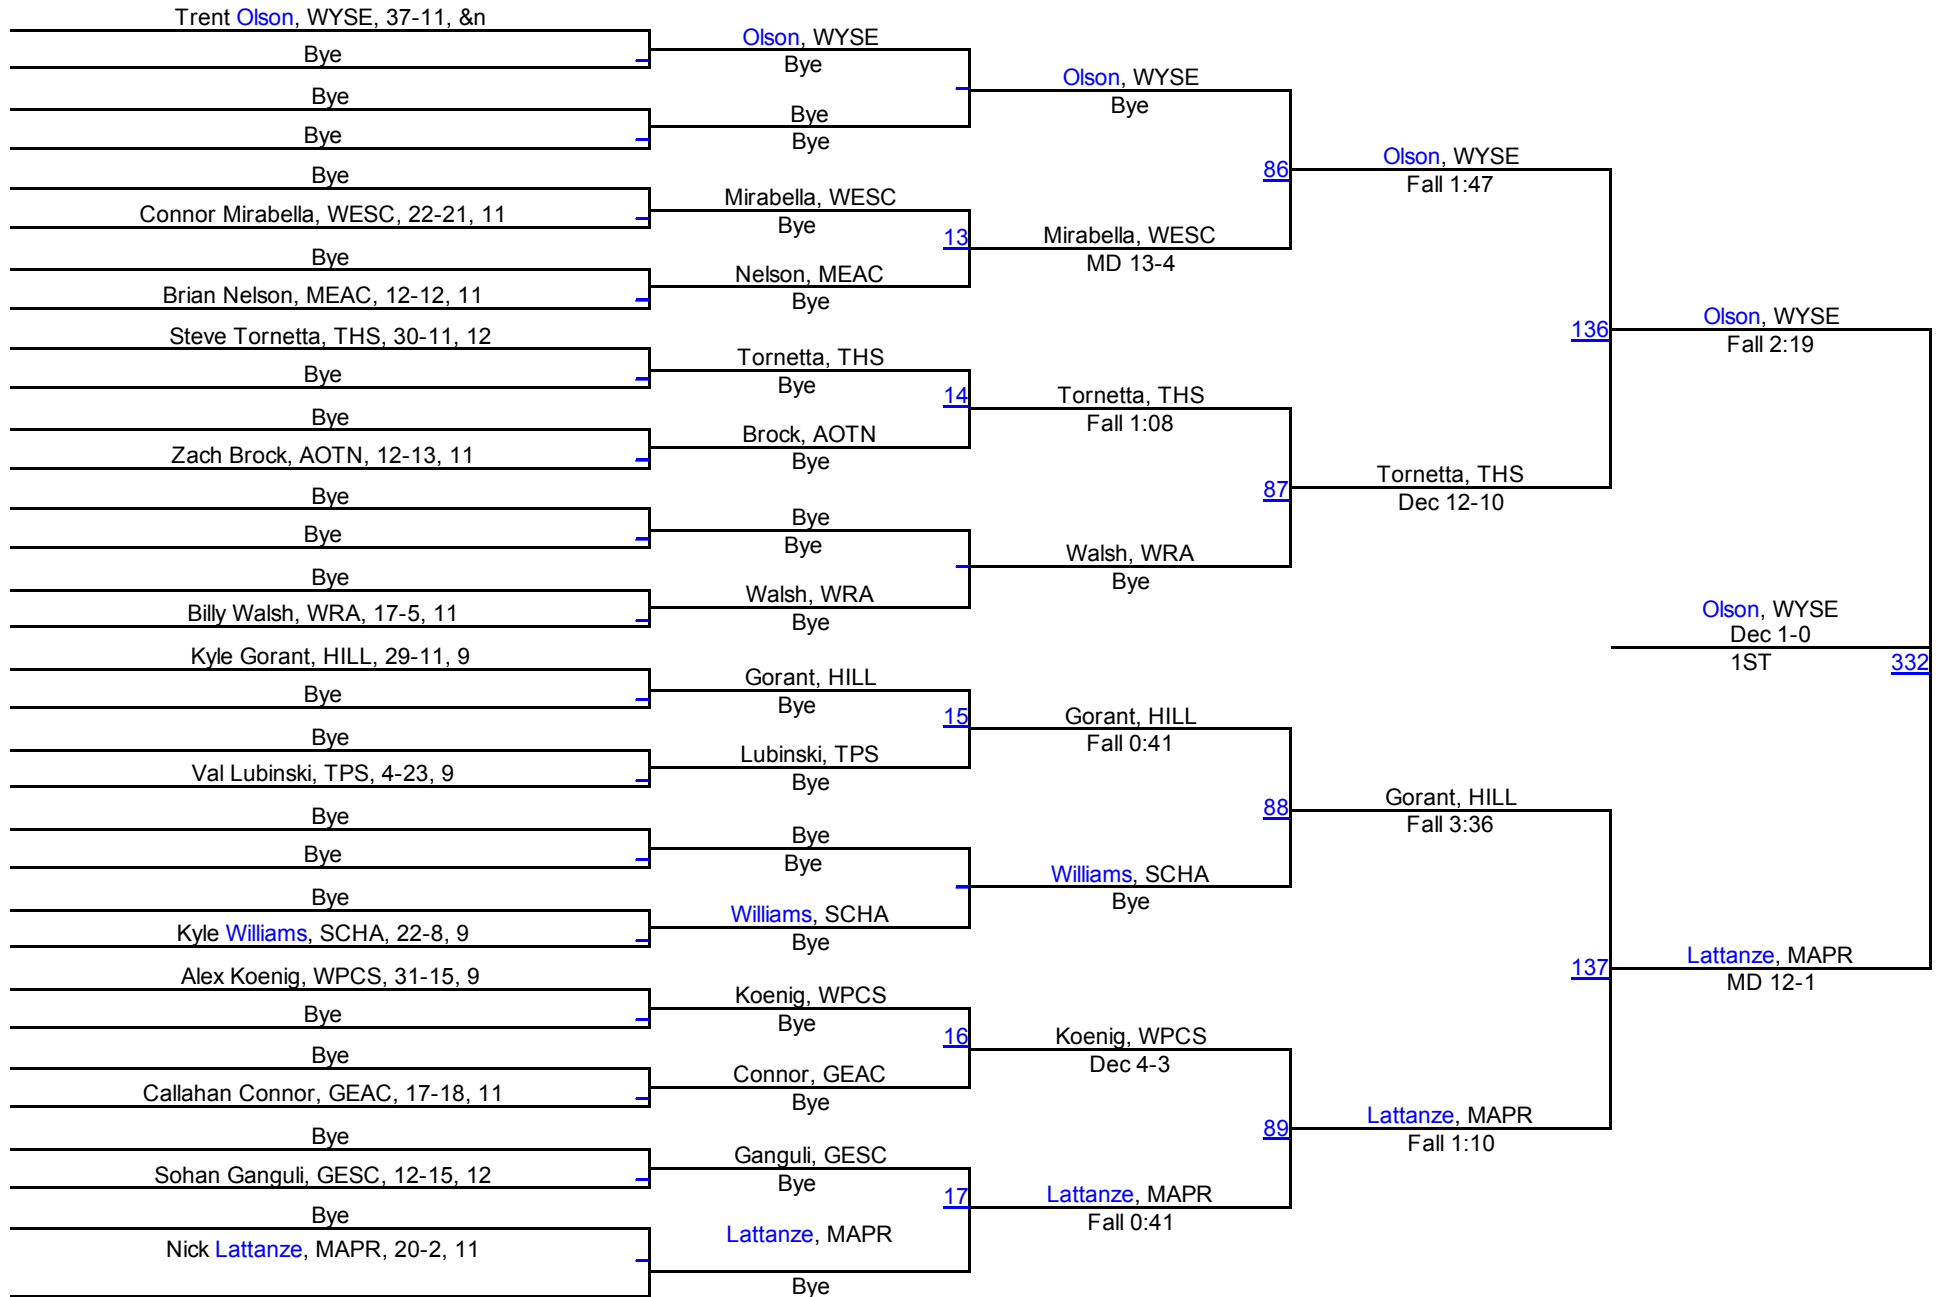 Trent Olson, WYSE, 37-11, &n
Bye
Bye
Bye
Bye
Connor Mirabella, WESC, 22-21, 11
Bye
Brian Nelson, MEAC, 12-12, 11
Steve Tornetta, THS, 30-11, 12
Bye
Bye
Zach Brock, AOTN, 12-13, 11
Bye
Bye
Bye
Billy Walsh, WRA, 17-5, 11
Kyle Gorant, HILL, 29-11, 9
Bye
Bye
Val Lubinski, TPS, 4-23, 9
Bye
Bye
Bye
Kyle Williams, SCHA, 22-8, 9
Alex Koenig, WPCS, 31-15, 9
Bye
Bye
Callahan Connor, GEAC, 17-18, 11
Bye
Sohan Ganguli, GESC, 12-15, 12
Bye
Nick Lattanze, MAPR, 20-2, 11
Olson, WYSE
Bye
Bye
Bye
Mirabella, WESC
Bye
13
Nelson, MEAC
Bye
Tornetta, THS
Bye
14
Brock, AOTN
Bye
Bye
Bye
Walsh, WRA
Bye
Gorant, HILL
Bye
15
Lubinski, TPS
Bye
Bye
Bye
Williams, SCHA
Bye
Koenig, WPCS
Bye
16
Connor, GEAC
Bye
Ganguli, GESC
Bye
17
Lattanze, MAPR
Bye
Olson, WYSE
Bye
86
Mirabella, WESC
MD 13-4
Tornetta, THS
Fall 1:08
87
Walsh, WRA
Bye
Gorant, HILL
Fall 0:41
88
Williams, SCHA
Bye
Koenig, WPCS
Dec 4-3
89
Lattanze, MAPR
Fall 0:41
Olson, WYSE
Fall 1:47
136
Tornetta, THS
Dec 12-10
Gorant, HILL
Fall 3:36
137
Lattanze, MAPR
Fall 1:10
Olson, WYSE
Fall 2:19
Olson, WYSE
Dec 1-0
1ST
332
Lattanze, MAPR
MD 12-1